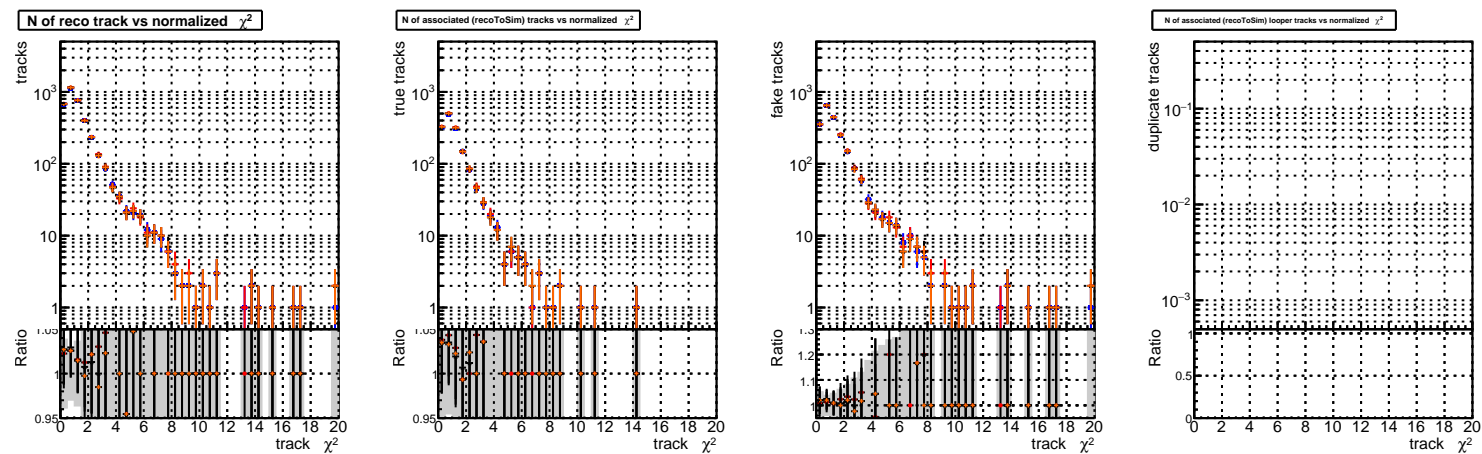 N of reco track vs normalized χ²
tracks
10³
10²
10
1
Ratio
1.05
1
0.95
0 2 4 6 8 10 12 14 16 18 20
track χ²
N of associated (recoToSim) tracks vs normalized χ²
true tracks
10³
10²
10
1
Ratio
1.05
1
0.95
0 2 4 6 8 10 12 14 16 18 20
track χ²
fake tracks
10³
10²
10
1
Ratio
1.3
1.2
1.1
1
0 2 4 6 8 10 12 14 16 18 20
track χ²
N of associated (recoToSim) looper tracks vs normalized χ²
duplicate tracks
10⁻¹
10⁻²
10⁻³
Ratio
1
0.5
0
0 2 4 6 8 10 12 14 16 18 20
track χ²